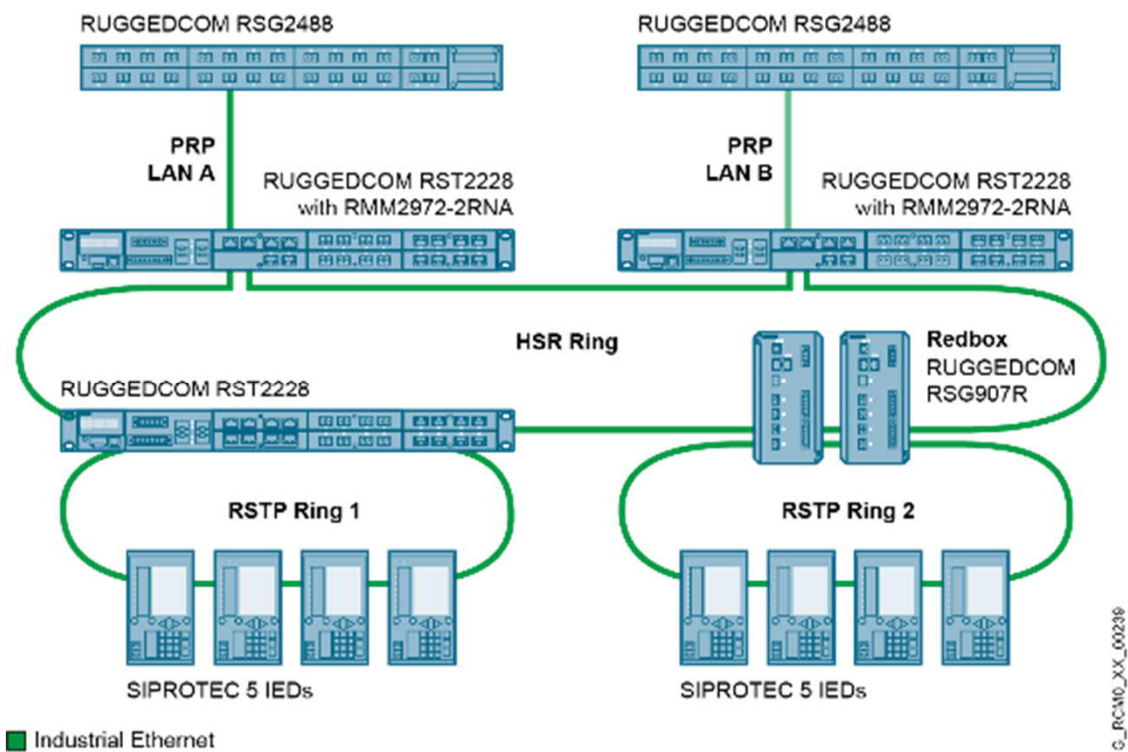 RUGGEDCOM RSG2488
RUGGEDCOM RSG2488
PRP
LAN A
PRP
LAN B
RUGGEDCOM RST2228
with RMM2972-2RNA
RUGGEDCOM RST2228
with RMM2972-2RNA
HSR Ring
Redbox
RUGGEDCOM
RSG907R
RUGGEDCOM RST2228
RSTP Ring 1
RSTP Ring 2
SIPROTEC 5 IEDs
SIPROTEC 5 IEDs
G_RCM0_XX_00239
Industrial Ethernet